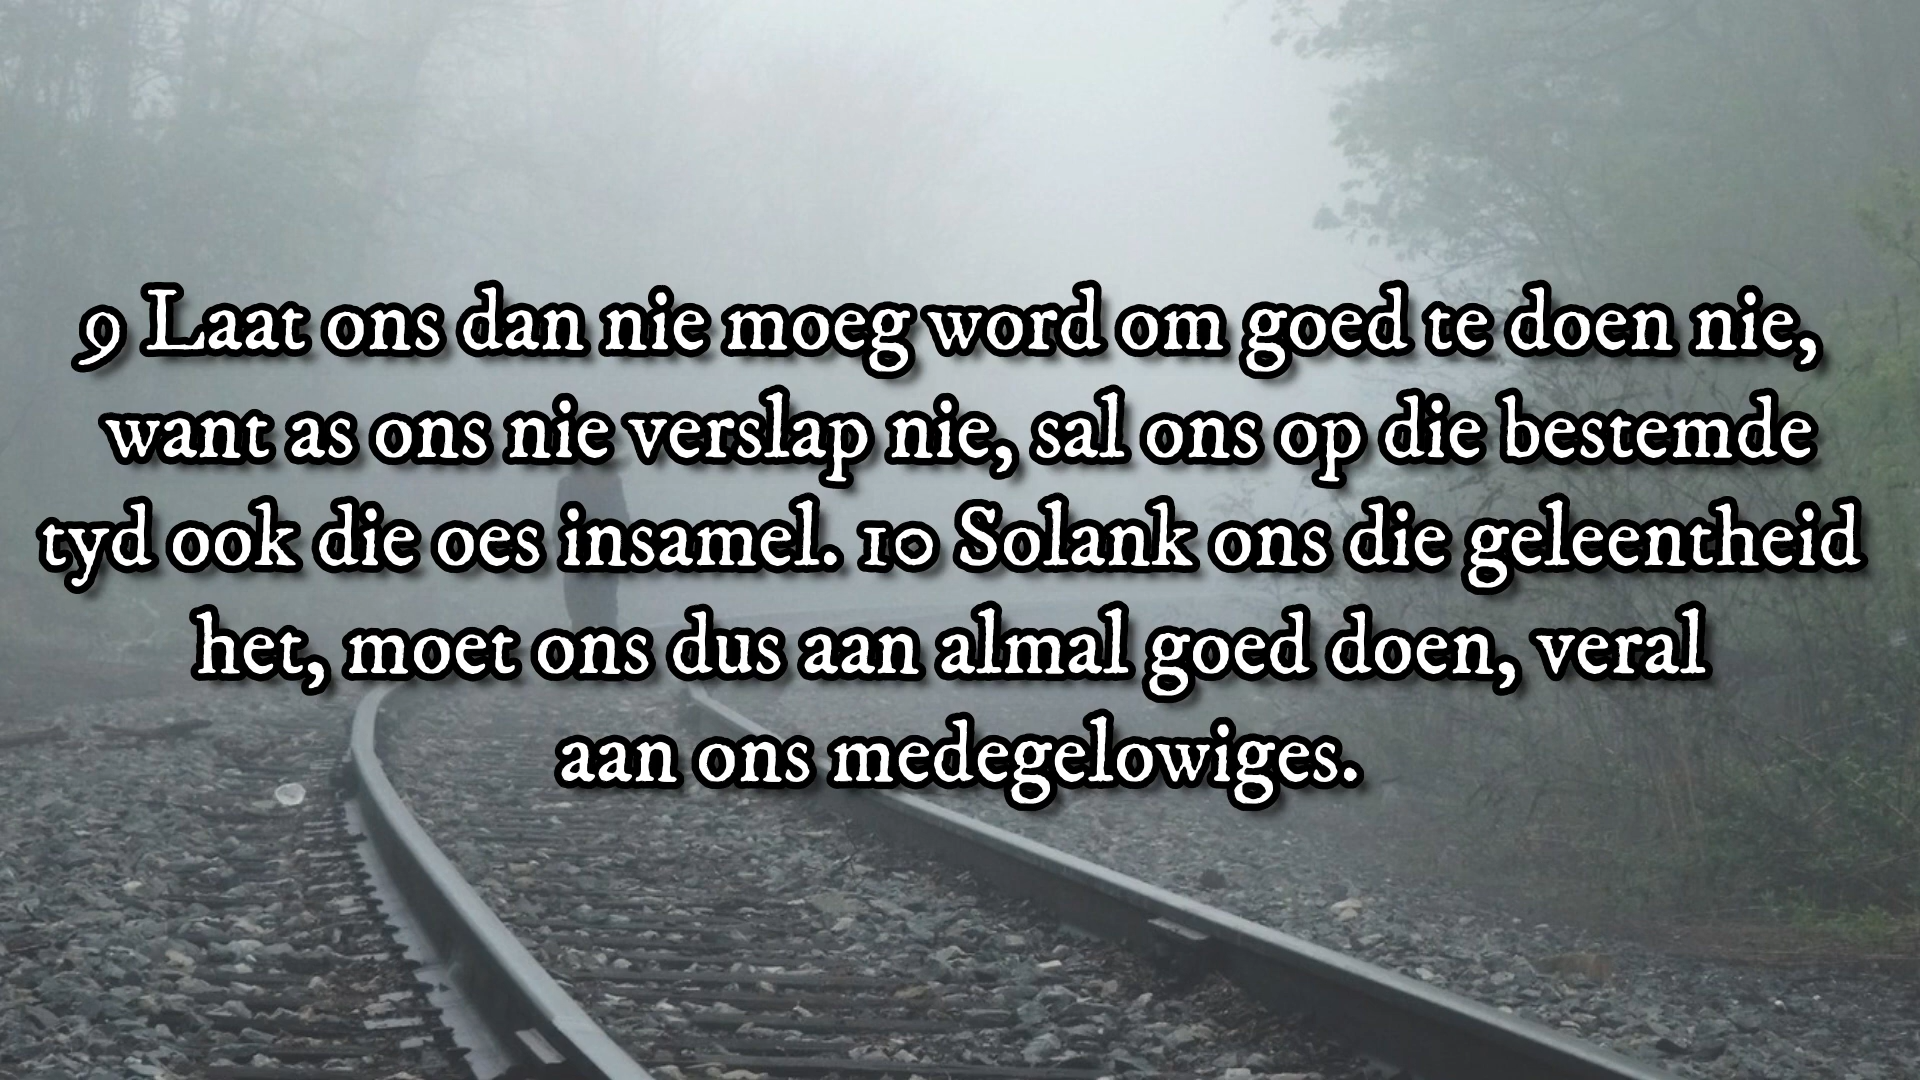 9 Laat ons dan nie moeg word om goed te doen nie,
want as ons nie verslap nie, sal ons op die bestemde
tyd ook die oes insamel. 10 Solank ons die geleentheid
het, moet ons dus aan almal goed doen, veral
aan ons medegelowiges.